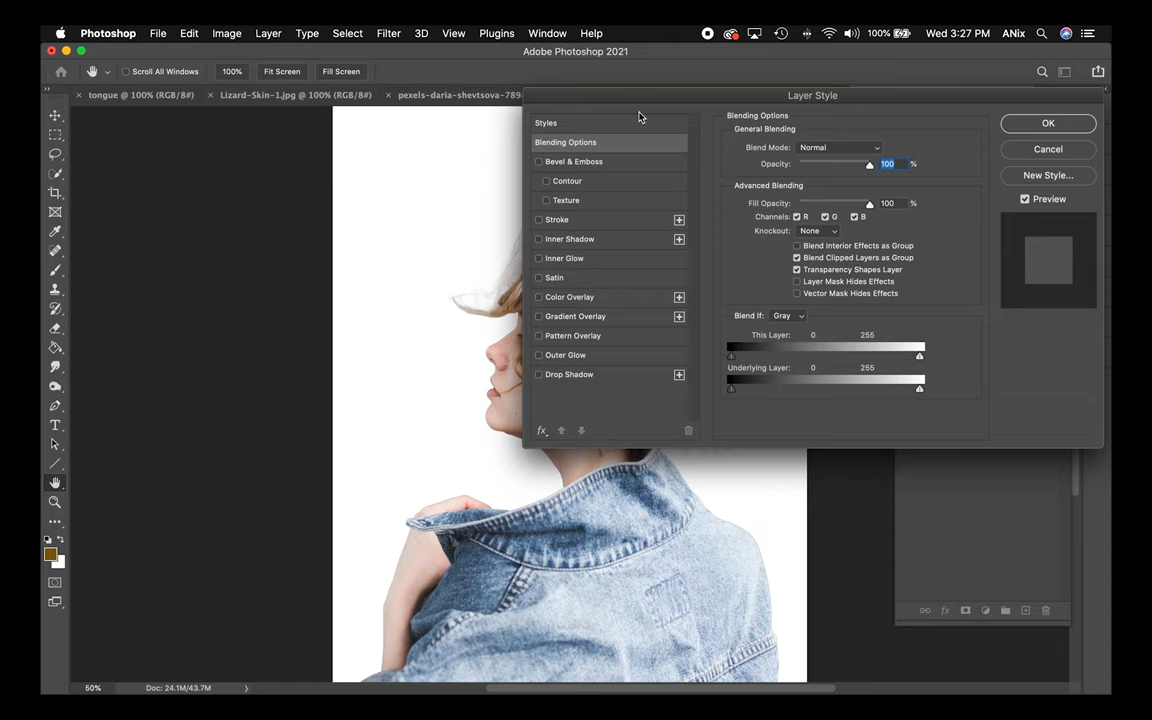 Photoshop File Edit Image Layer Type Select Filter 3D View Plugins Window Help 100% Wed 3:27 PM ANix
Adobe Photoshop 2021
Scroll All Windows 100% Fit Screen Fill Screen
× tongue @ 100% (RGB/8#) × Lizard-Skin-1.jpg @ 100% (RGB/8#) × pexels-daria-shevtsova-789
Layer Style
Styles
Blending Options
Bevel & Emboss
Contour
Texture
Stroke
Inner Shadow
Inner Glow
Satin
Color Overlay
Gradient Overlay
Pattern Overlay
Outer Glow
Drop Shadow
fx
Blending Options
General Blending
Blend Mode: Normal
Opacity: 100 %
Advanced Blending
Fill Opacity: 100 %
Channels: R G B
Knockout: None
Blend Interior Effects as Group
Blend Clipped Layers as Group
Transparency Shapes Layer
Layer Mask Hides Effects
Vector Mask Hides Effects
Blend If: Gray
This Layer: 0 255
Underlying Layer: 0 255
OK
Cancel
New Style...
Preview
fx
50% Doc: 24.1M/43.7M